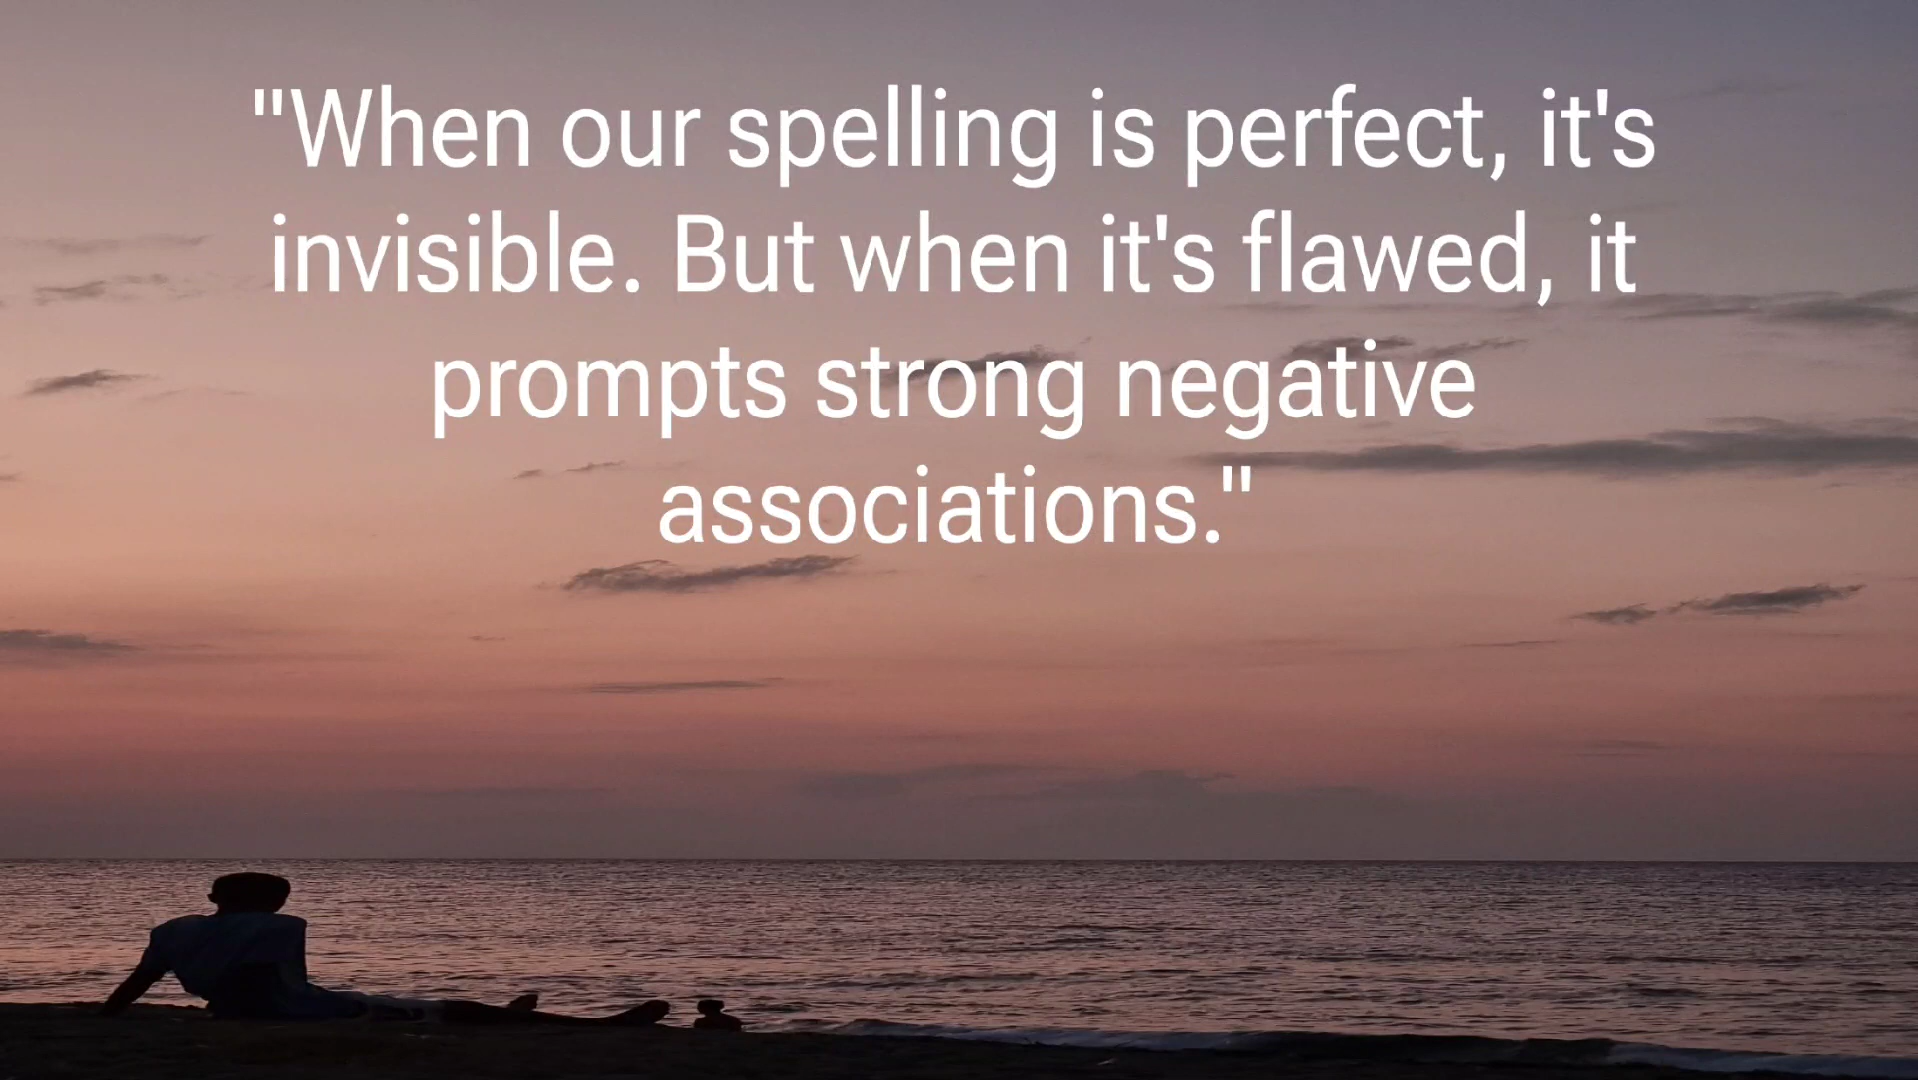 "When our spelling is perfect, it's
invisible. But when it's flawed, it
prompts strong negative
associations."